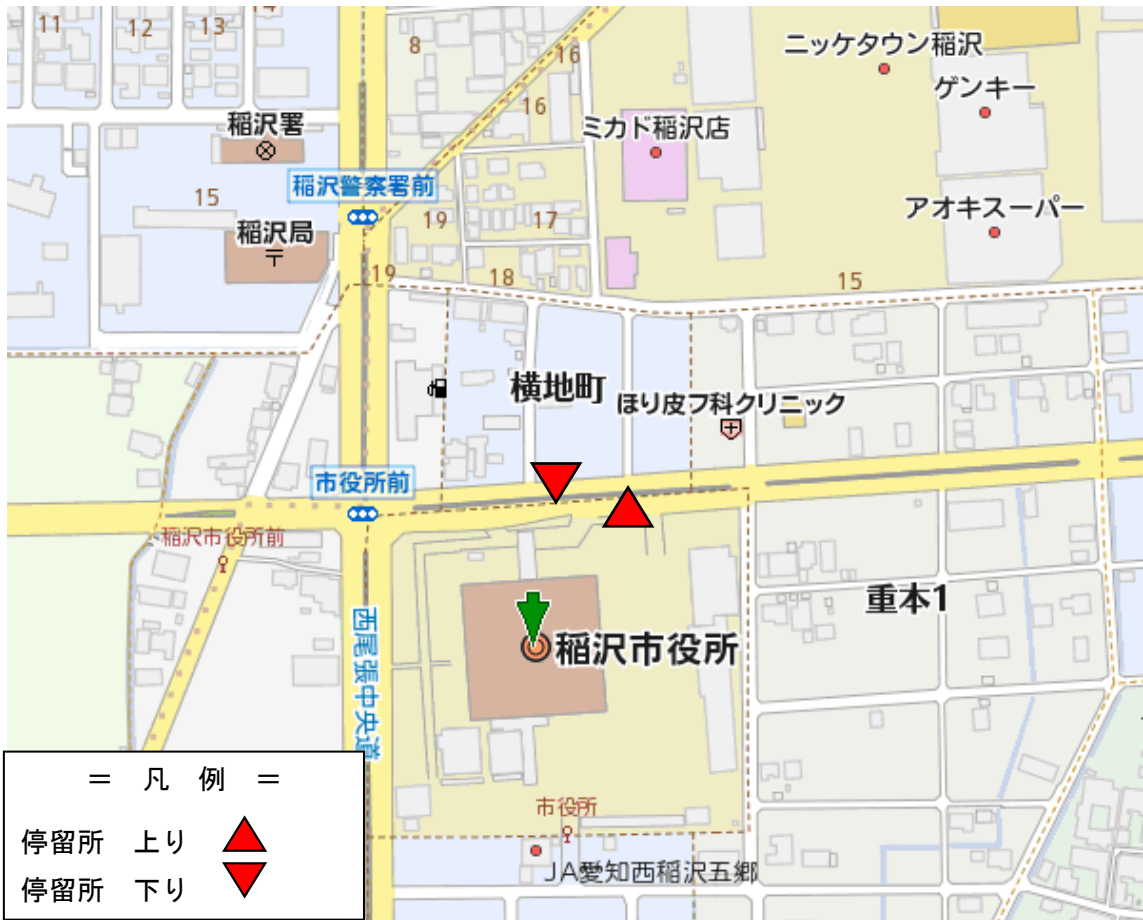 11
12
13
14
8
16
ニッケタウン稲沢
ゲンキー
16
稲沢署
ミカド稲沢店
稲沢警察署前
15
アオキスーパー
稲沢局
19
17
19
18
15
横地町
ほり皮フ科クリニック
市役所前
稲沢市役所前
重本1
稲沢市役所
西尾張中央道
= 凡 例 =
停留所 上り
停留所 下り
市役所
JA愛知西稲沢五郷